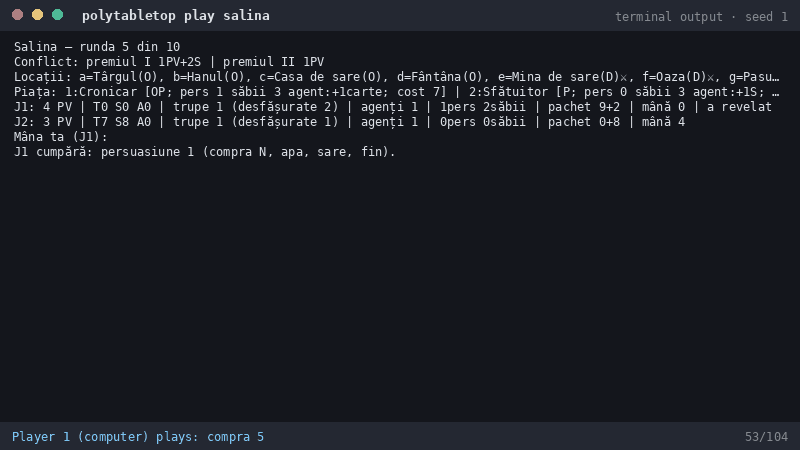 polytabletop play salina
terminal output · seed 1
Salina — runda 5 din 10
Conflict: premiul I 1PV+2S | premiul II 1PV
Locații: a=Târgul(O), b=Hanul(O), c=Casa de sare(O), d=Fântâna(O), e=Mina de sare(D)⚔, f=Oaza(D)⚔, g=Pasu…
Piața: 1:Cronicar [OP; pers 1 săbii 3 agent:+1carte; cost 7] | 2:Sfătuitor [P; pers 0 săbii 3 agent:+1S; …
J1: 4 PV | T0 S0 A0 | trupe 1 (desfășurate 2) | agenți 1 | 1pers 2săbii | pachet 9+2 | mână 0 | a revelat
J2: 3 PV | T7 S8 A0 | trupe 1 (desfășurate 1) | agenți 1 | 0pers 0săbii | pachet 0+8 | mână 4
Mâna ta (J1):
J1 cumpără: persuasiune 1 (compra N, apa, sare, fin).
Player 1 (computer) plays: compra 5
53/104